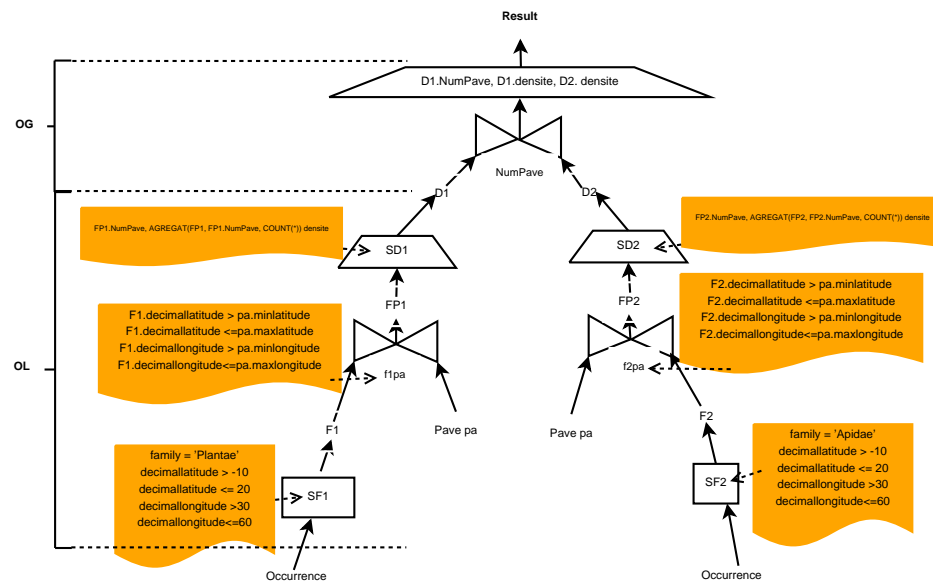 Result
D1.NumPave, D1.densite, D2. densite
OG
NumPave
D1
D2
FP1.NumPave, AGREGAT(FP1, FP1.NumPave, COUNT(*)) densite
FP2.NumPave, AGREGAT(FP2, FP2.NumPave, COUNT(*)) densite
SD1
SD2
FP1
FP2
F1.decimallatitude > pa.minlatitude
F1.decimallatitude <=pa.maxlatitude
F1.decimallongitude > pa.minlongitude
F1.decimallongitude<=pa.maxlongitude
F2.decimallatitude > pa.minlatitude
F2.decimallatitude <=pa.maxlatitude
F2.decimallongitude > pa.minlongitude
F2.decimallongitude<=pa.maxlongitude
OL
f1pa
f2pa
F1
Pave pa
Pave pa
F2
family = 'Plantae'
decimallatitude > -10
decimallatitude <= 20
decimallongitude >30
decimallongitude<=60
SF1
SF2
family = 'Apidae'
decimallatitude > -10
decimallatitude <= 20
decimallongitude >30
decimallongitude<=60
Occurrence
Occurrence